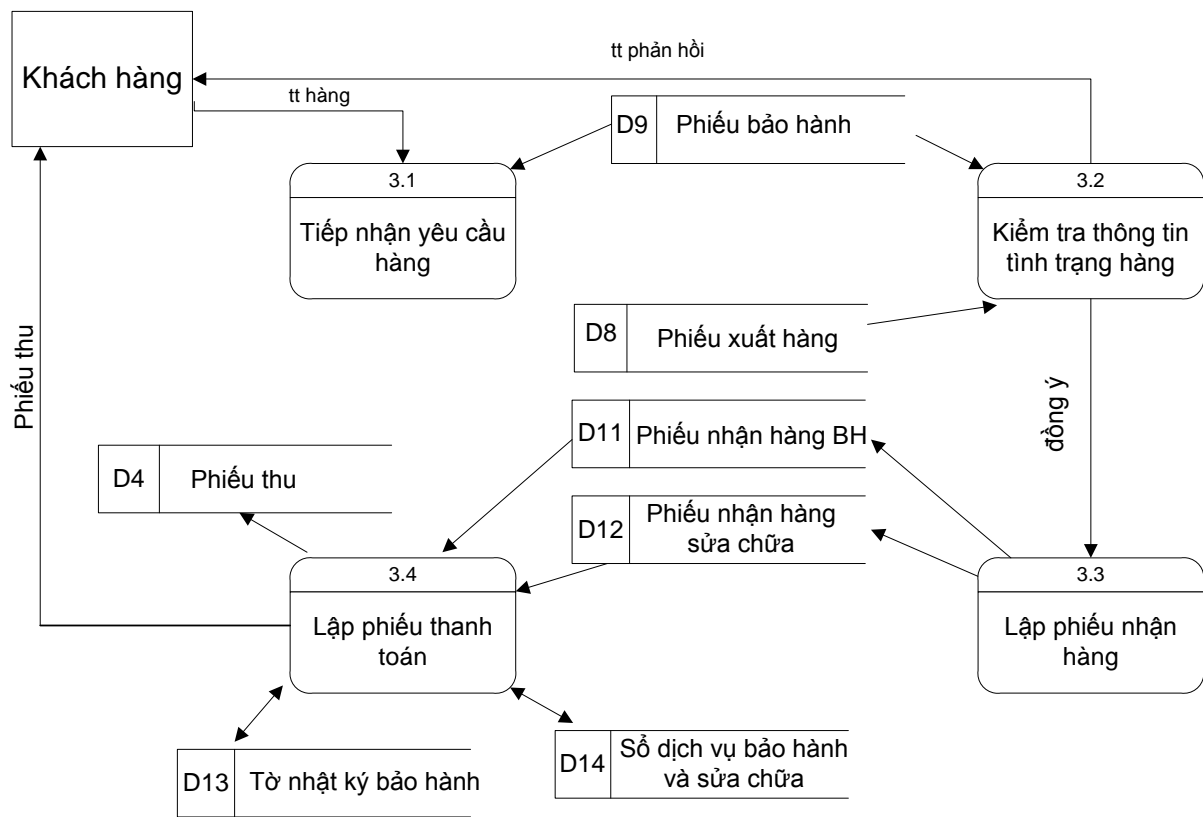 tt phản hồi
Khách hàng
tt hàng
D9 Phiếu bảo hành
3.1
Tiếp nhận yêu cầu
hàng
3.2
Kiểm tra thông tin
tình trạng hàng
D8 Phiếu xuất hàng
Phiếu thu
đồng ý
D11 Phiếu nhận hàng BH
D4 Phiếu thu
D12 Phiếu nhận hàng
sửa chữa
3.4
Lập phiếu thanh
toán
3.3
Lập phiếu nhận
hàng
D13 Tờ nhật ký bảo hành
D14 Sổ dịch vụ bảo hành
và sửa chữa